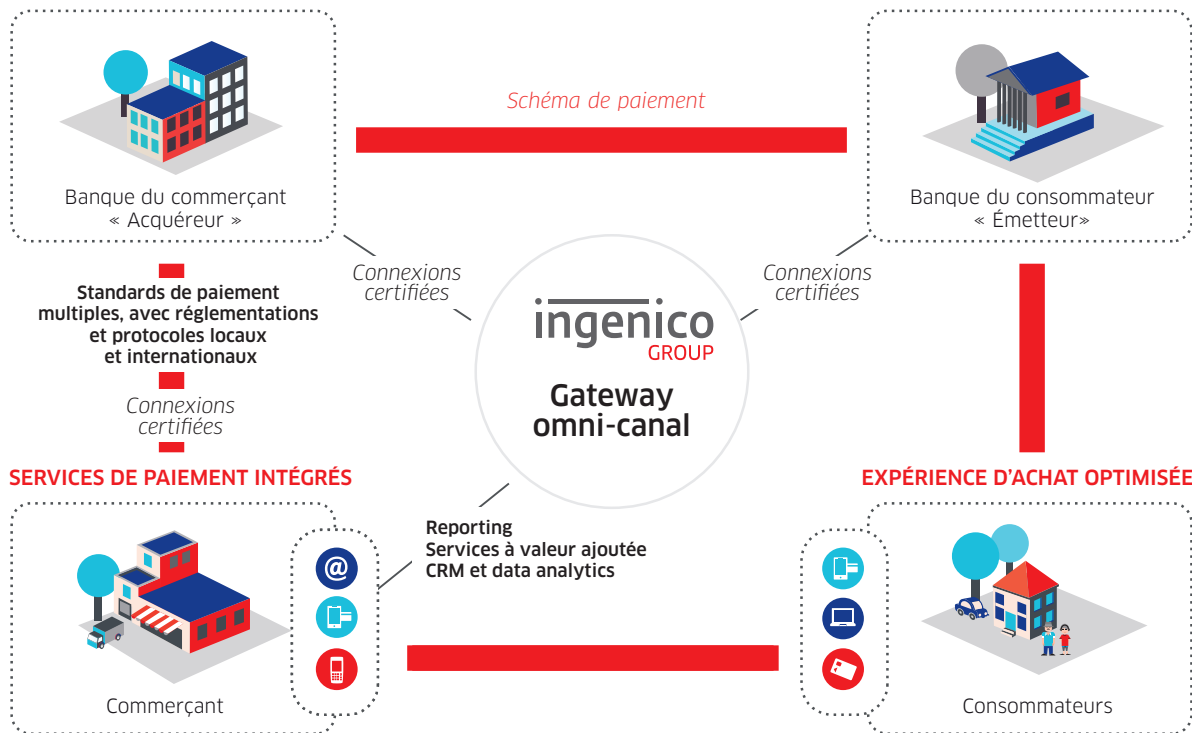 Schéma de paiement
Banque du commerçant
« Acquéreur »
Banque du consommateur
« Émetteur»
Connexions
certifiées
Connexions
certifiées
Standards de paiement
multiples, avec réglementations
et protocoles locaux
et internationaux
Connexions
certifiées
ingenico
GROUP
Gateway
omni-canal
SERVICES DE PAIEMENT INTÉGRÉS
EXPÉRIENCE D'ACHAT OPTIMISÉE
Reporting
Services à valeur ajoutée
CRM et data analytics
@
Commerçant
Consommateurs